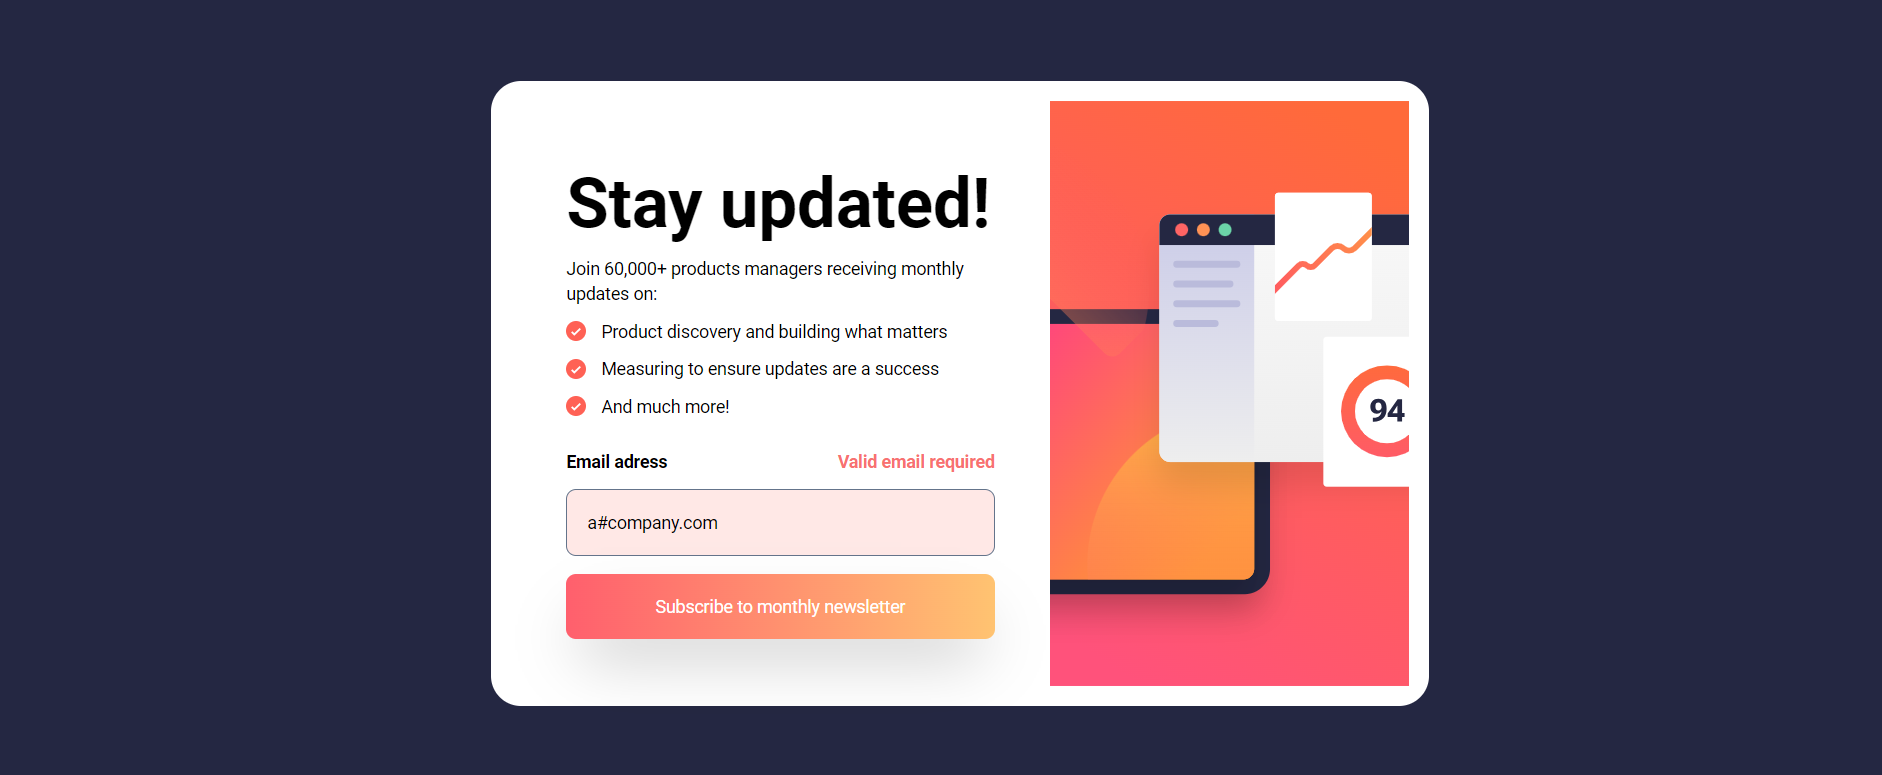 Stay updated!
Join 60,000+ products managers receiving monthly
updates on:
Product discovery and building what matters
Measuring to ensure updates are a success
And much more!
Email adress
Valid email required
a#company.com
Subscribe to monthly newsletter
94